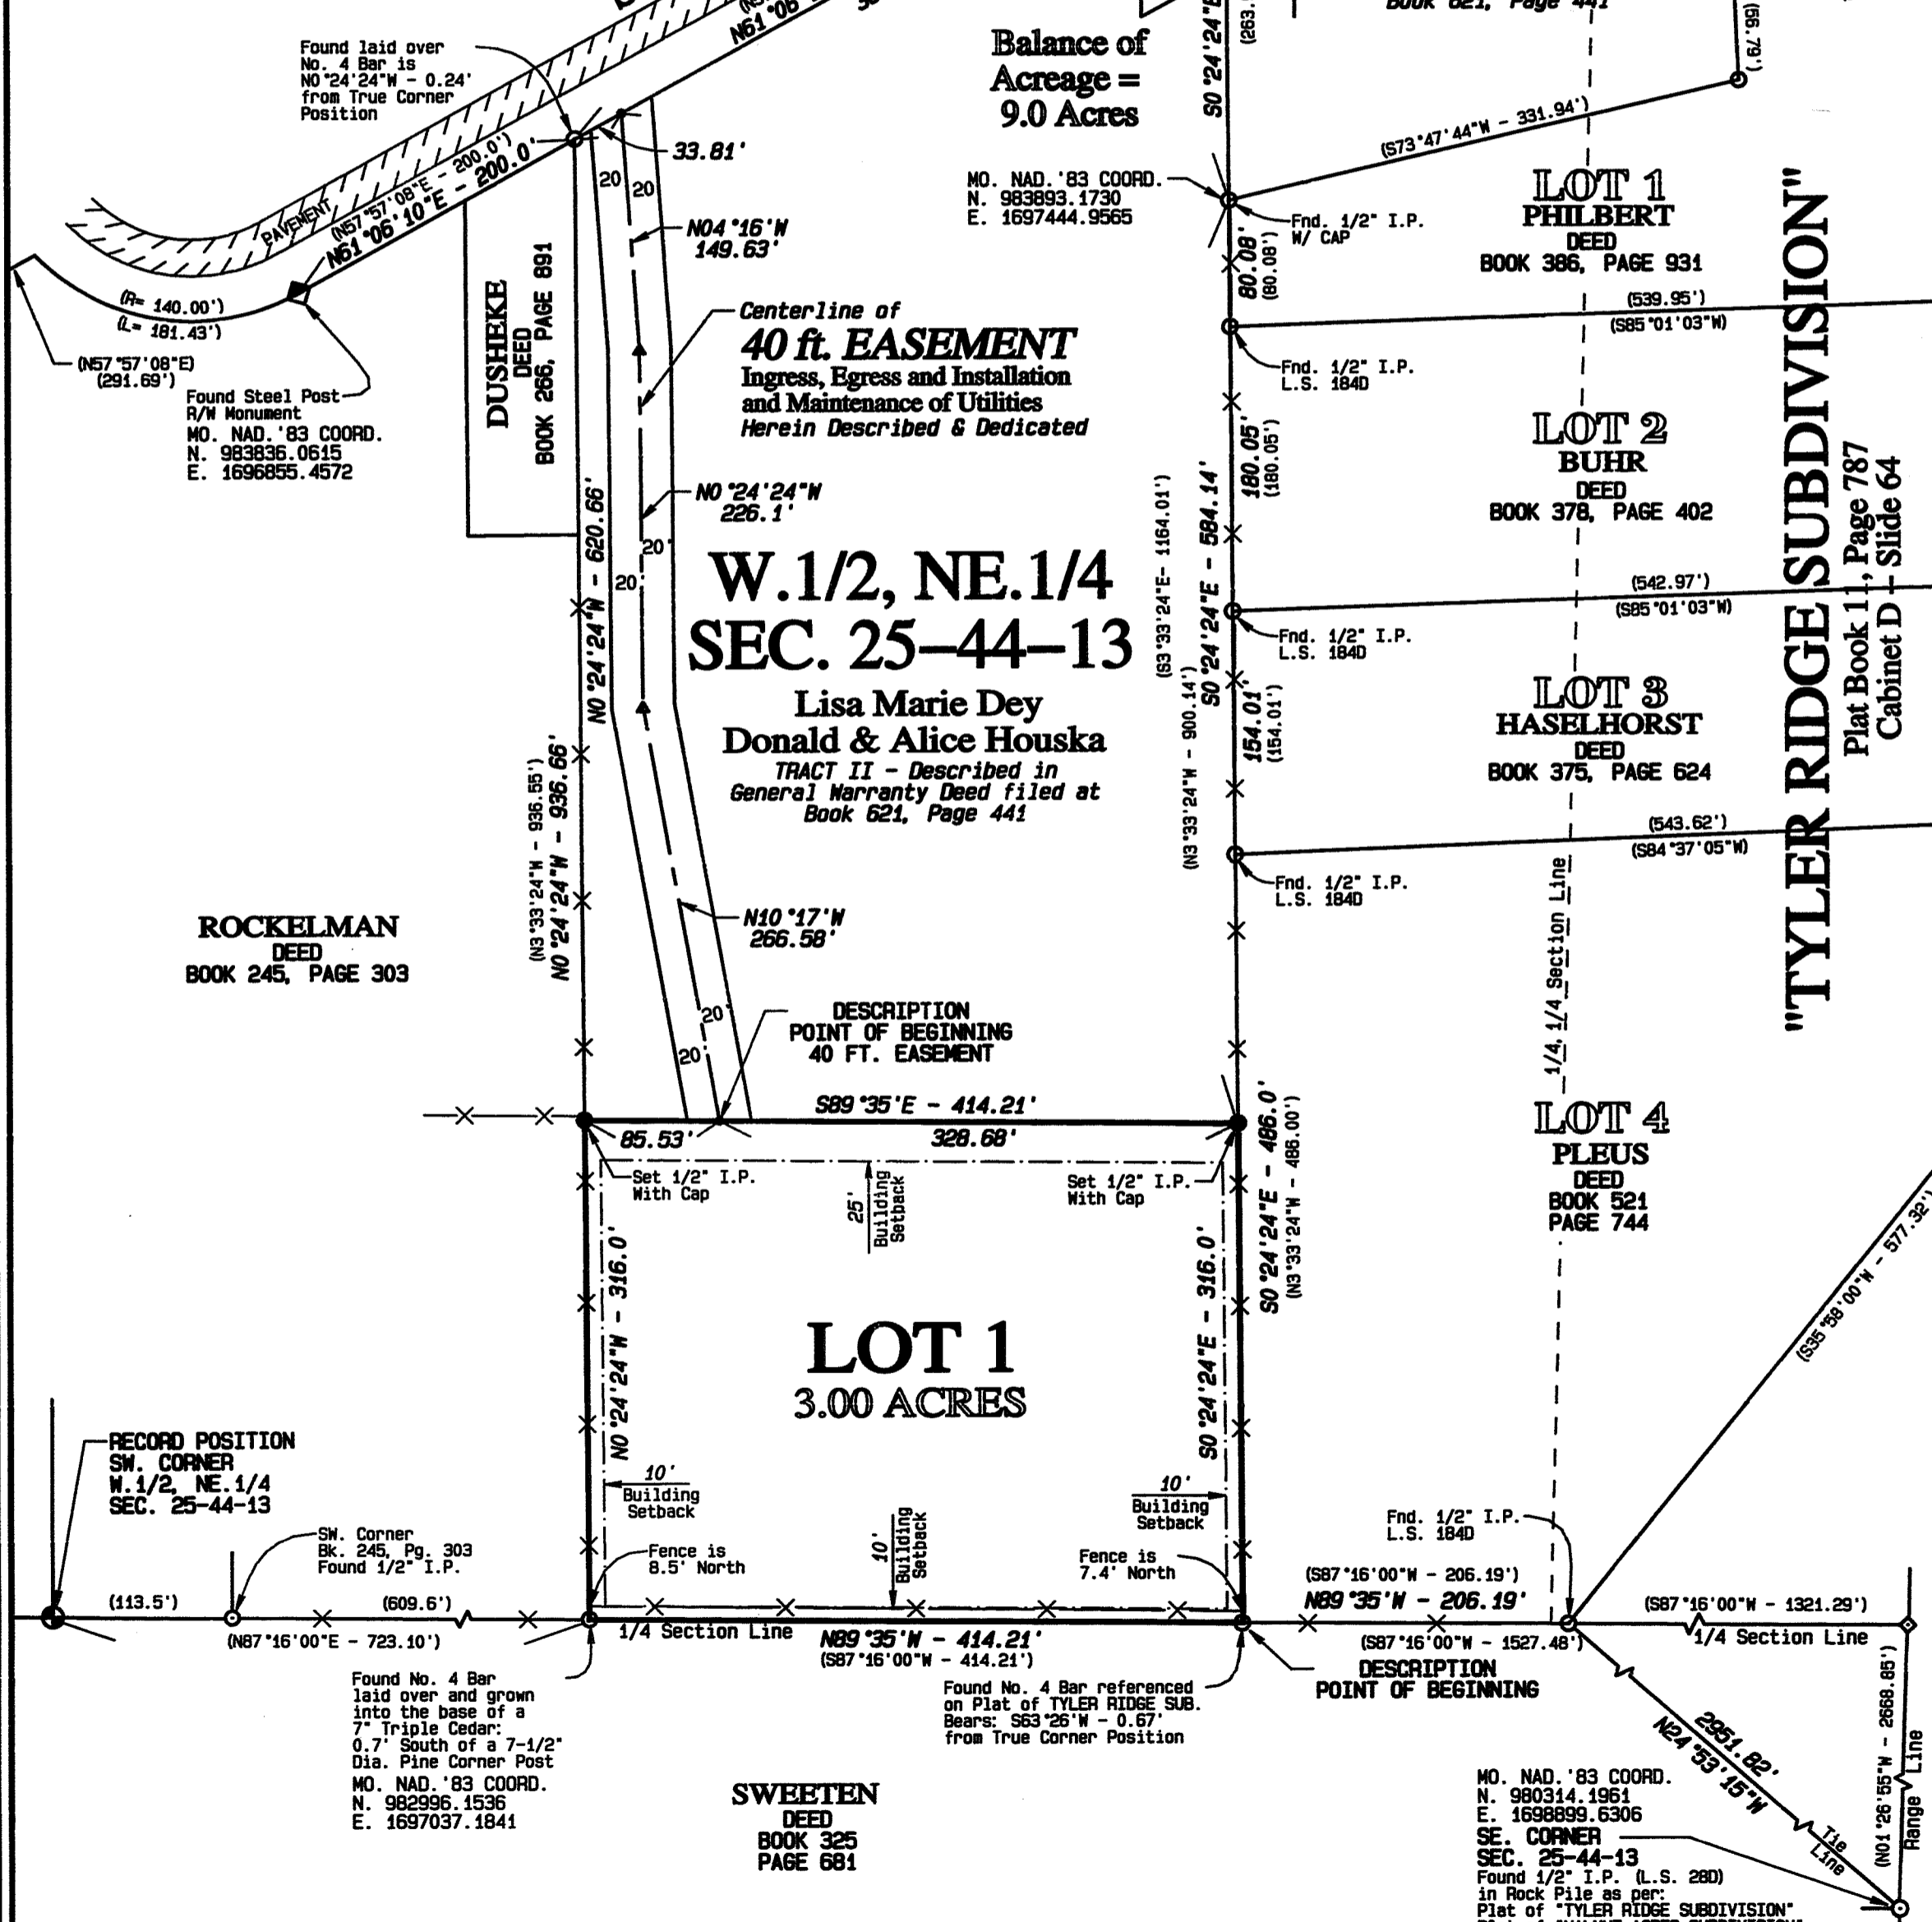 Found laid over
No. 4 Bar is
N0°24'24"W - 0.24'
from True Corner
Position
PAVEMENT
(N57°57'08"E - 200.0')
N61°06'10"E - 200.0'
N61°06'
33.81'
20
20
N04°16'W
149.63'
(R= 140.00')
(L= 181.43')
(N57°57'08"E)
(291.69')
Found Steel Post
R/W Monument
MO. NAD. '83 COORD.
N. 983836.0615
E. 1696855.4572
DUSHEKE
DEED
BOOK 266, PAGE 891
Centerline of
40 ft. EASEMENT
Ingress, Egress and Installation
and Maintenance of Utilities
Herein Described & Dedicated
N0°24'24"W
226.1'
20'
20'
Balance of
Acreage =
9.0 Acres
MO. NAD. '83 COORD.
N. 983893.1730
E. 1697444.9565
S0°24'24"E
(263.
Book 621, Page 441
(56.79')
(S73°47'44"W - 331.94')
Fnd. 1/2" I.P.
W/ CAP
80.08'
(80.08')
LOT 1
PHILBERT
DEED
BOOK 386, PAGE 931
(539.95')
(S85°01'03"W)
Fnd. 1/2" I.P.
L.S. 184D
180.05'
(180.05')
LOT 2
BUHR
DEED
BOOK 378, PAGE 402
(542.97')
(S85°01'03"W)
Fnd. 1/2" I.P.
L.S. 184D
154.01'
(154.01')
LOT 3
HASELHORST
DEED
BOOK 375, PAGE 624
(543.62')
(S84°37'05"W)
Fnd. 1/2" I.P.
L.S. 184D
"TYLER RIDGE SUBDIVISION"
Plat Book 11, Page 787
Cabinet D - Slide 64
(S3°33'24"E- 1164.01')
S0°24'24"E - 584.14'
(N3°33'24"W - 900.14')
W.1/2, NE.1/4
SEC. 25–44–13
Lisa Marie Dey
Donald & Alice Houska
TRACT II - Described in
General Warranty Deed filed at
Book 621, Page 441
N0°24'24"W - 620.66'
(N3°33'24"W - 936.55')
N0°24'24"W - 936.66'
ROCKELMAN
DEED
BOOK 245, PAGE 303
N10°17'W
266.58'
20'
20'
DESCRIPTION
POINT OF BEGINNING
40 FT. EASEMENT
1/4, 1/4 Section Line
LOT 4
PLEUS
DEED
BOOK 521
PAGE 744
S89°35'E - 414.21'
85.53'
328.68'
Set 1/2" I.P.
With Cap
25'
Building
Setback
Set 1/2" I.P.
With Cap
S0°24'24"E - 486.0'
(N3°33'24"W - 486.00')
N0°24'24"W - 316.0'
S0°24'24"E - 316.0'
LOT 1
3.00 ACRES
(S35°58'00"W - 577.32')
RECORD POSITION
SW. CORNER
W.1/2, NE.1/4
SEC. 25-44-13
SW. Corner
Bk. 245, Pg. 303
Found 1/2" I.P.
10'
Building
Setback
10'
Building
Setback
10'
Building
Setback
Fence is
8.5' North
Fence is
7.4' North
Fnd. 1/2" I.P.
L.S. 184D
(113.5')
(609.6')
(N87°16'00"E - 723.10')
1/4 Section Line
N89°35'W - 414.21'
(S87°16'00"W - 414.21')
(S87°16'00"W - 206.19')
N89°35'W - 206.19'
(S87°16'00"W - 1527.48')
(S87°16'00"W - 1321.29')
1/4 Section Line
DESCRIPTION
POINT OF BEGINNING
Found No. 4 Bar
laid over and grown
into the base of a
7" Triple Cedar:
0.7' South of a 7-1/2"
Dia. Pine Corner Post
MO. NAD. '83 COORD.
N. 982996.1536
E. 1697037.1841
Found No. 4 Bar referenced
on Plat of TYLER RIDGE SUB.
Bears: S63°26'W - 0.67'
from True Corner Position
SWEETEN
DEED
BOOK 325
PAGE 681
2951.82'
N24°53'15"W
Tie
Line
(N01°26'55"W - 2668.85')
Range Line
MO. NAD. '83 COORD.
N. 980314.1961
E. 1698899.6306
SE. CORNER
SEC. 25-44-13
Found 1/2" I.P. (L.S. 28D)
in Rock Pile as per:
Plat of "TYLER RIDGE SUBDIVISION"